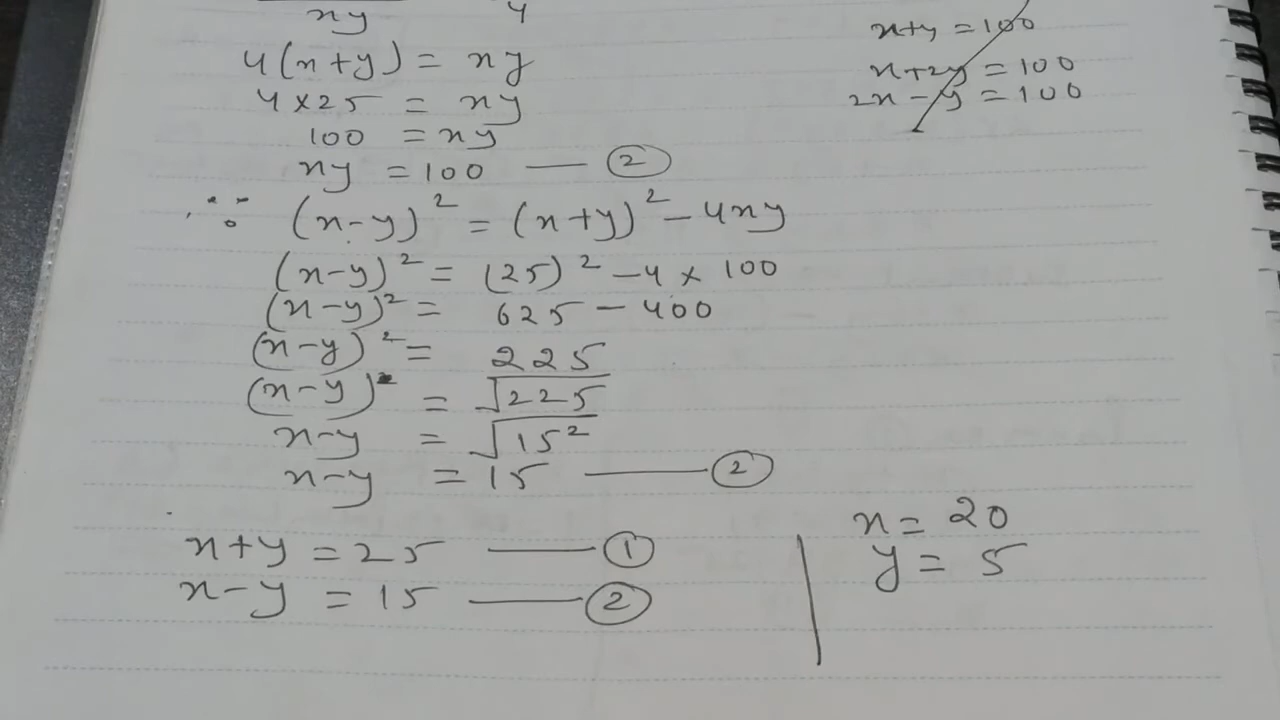 xy 4
4(x+y) = xy
4×25 = xy
100 = xy
xy = 100 — ②
∵ (x-y)² = (x+y)² - 4xy
(x-y)² = (25)² - 4 × 100
(x-y)² = 625 - 400
(x-y)² = 225
(x-y) = √225
x-y = √15²
x-y = 15 — ②
x+y = 25 — ①
x-y = 15 — ②
x+y = 100
x+2y = 100
2x-y = 100
x = 20
y = 5